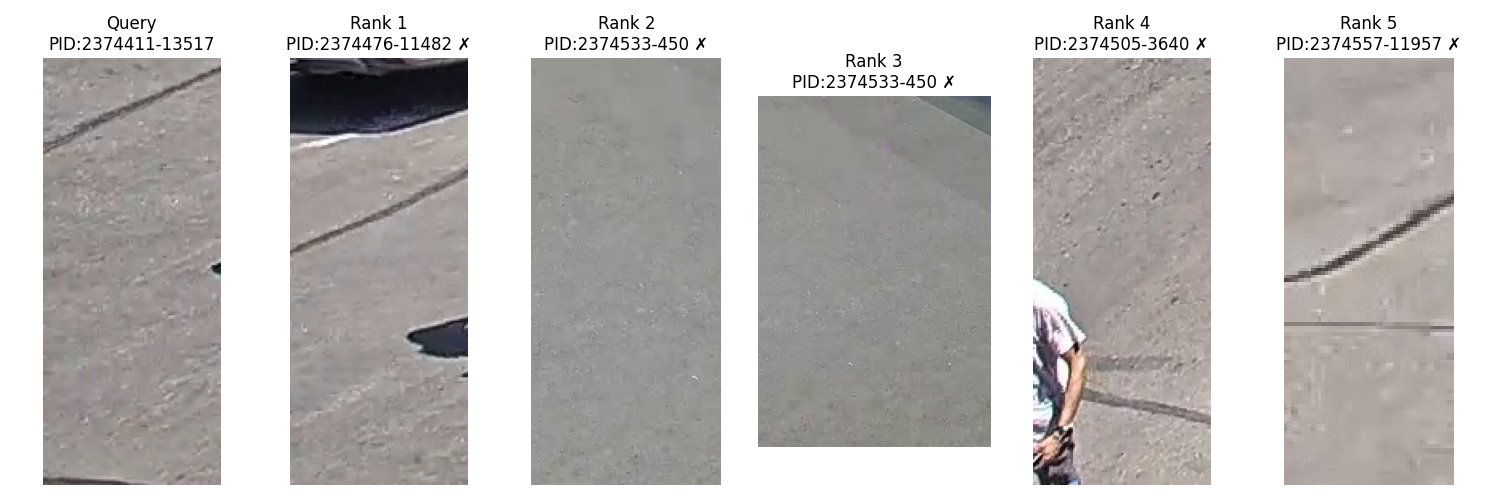 Query
PID:2374411-13517
Rank 1
PID:2374476-11482 ✗
Rank 2
PID:2374533-450 ✗
Rank 3
PID:2374533-450 ✗
Rank 4
PID:2374505-3640 ✗
Rank 5
PID:2374557-11957 ✗